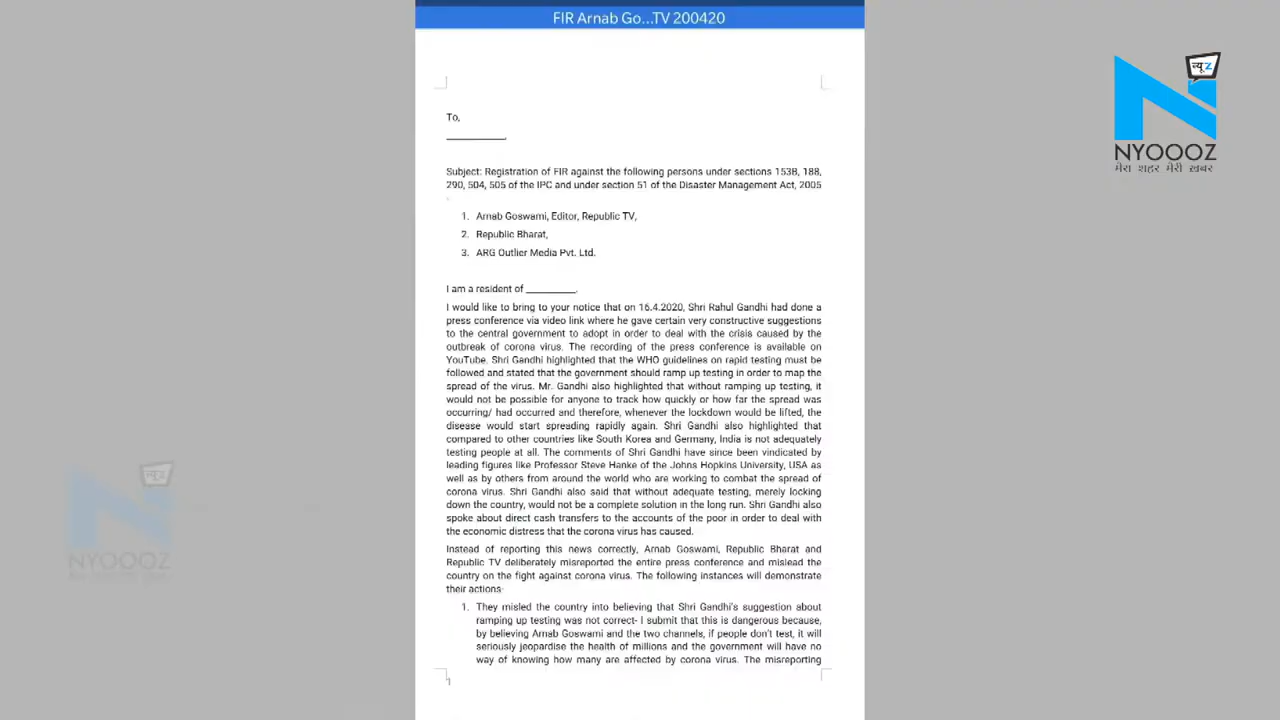 FIR Arnab Go...TV 200420
न्यूz
NYOOOZ
मेरा शहर मेरी ख़बर
To,
___________,
Subject: Registration of FIR against the following persons under sections 153B, 188,
290, 504, 505 of the IPC and under section 51 of the Disaster Management Act, 2005
1. Arnab Goswami, Editor, Republic TV,
2. Republic Bharat,
3. ARG Outlier Media Pvt. Ltd.
I am a resident of __________.
I would like to bring to your notice that on 16.4.2020, Shri Rahul Gandhi had done a
press conference via video link where he gave certain very constructive suggestions
to the central government to adopt in order to deal with the crisis caused by the
outbreak of corona virus. The recording of the press conference is available on
YouTube. Shri Gandhi highlighted that the WHO guidelines on rapid testing must be
followed and stated that the government should ramp up testing in order to map the
spread of the virus. Mr. Gandhi also highlighted that without ramping up testing, it
would not be possible for anyone to track how quickly or how far the spread was
occurring/ had occurred and therefore, whenever the lockdown would be lifted, the
disease would start spreading rapidly again. Shri Gandhi also highlighted that
compared to other countries like South Korea and Germany, India is not adequately
testing people at all. The comments of Shri Gandhi have since been vindicated by
leading figures like Professor Steve Hanke of the Johns Hopkins University, USA as
well as by others from around the world who are working to combat the spread of
corona virus. Shri Gandhi also said that without adequate testing, merely locking
down the country, would not be a complete solution in the long run. Shri Gandhi also
spoke about direct cash transfers to the accounts of the poor in order to deal with
the economic distress that the corona virus has caused.
Instead of reporting this news correctly, Arnab Goswami, Republic Bharat and
Republic TV deliberately misreported the entire press conference and mislead the
country on the fight against corona virus. The following instances will demonstrate
their actions-
1. They misled the country into believing that Shri Gandhi's suggestion about
ramping up testing was not correct- I submit that this is dangerous because,
by believing Arnab Goswami and the two channels, if people don't test, it will
seriously jeopardise the health of millions and the government will have no
way of knowing how many are affected by corona virus. The misreporting
1
न्यूz
NYOOOZ